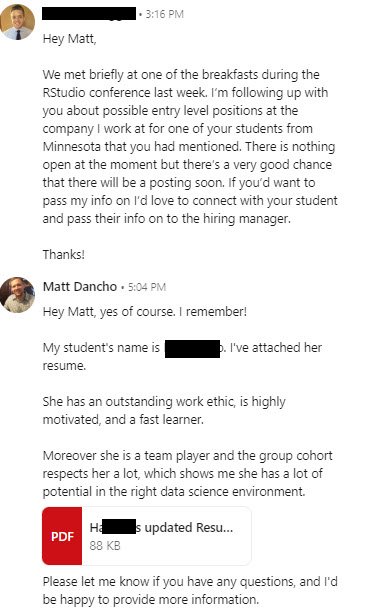 • 3:16 PM
Hey Matt,
We met briefly at one of the breakfasts during the
RStudio conference last week. I'm following up with
you about possible entry level positions at the
company I work at for one of your students from
Minnesota that you had mentioned. There is nothing
open at the moment but there's a very good chance
that there will be a posting soon. If you'd want to
pass my info on I'd love to connect with your student
and pass their info on to the hiring manager.
Thanks!
Matt Dancho • 5:04 PM
Hey Matt, yes of course. I remember!
My student's name is . I've attached her
resume.
She has an outstanding work ethic, is highly
motivated, and a fast learner.
Moreover she is a team player and the group cohort
respects her a lot, which shows me she has a lot of
potential in the right data science environment.
PDF
updated Resu...
88 KB
Please let me know if you have any questions, and I'd
be happy to provide more information.